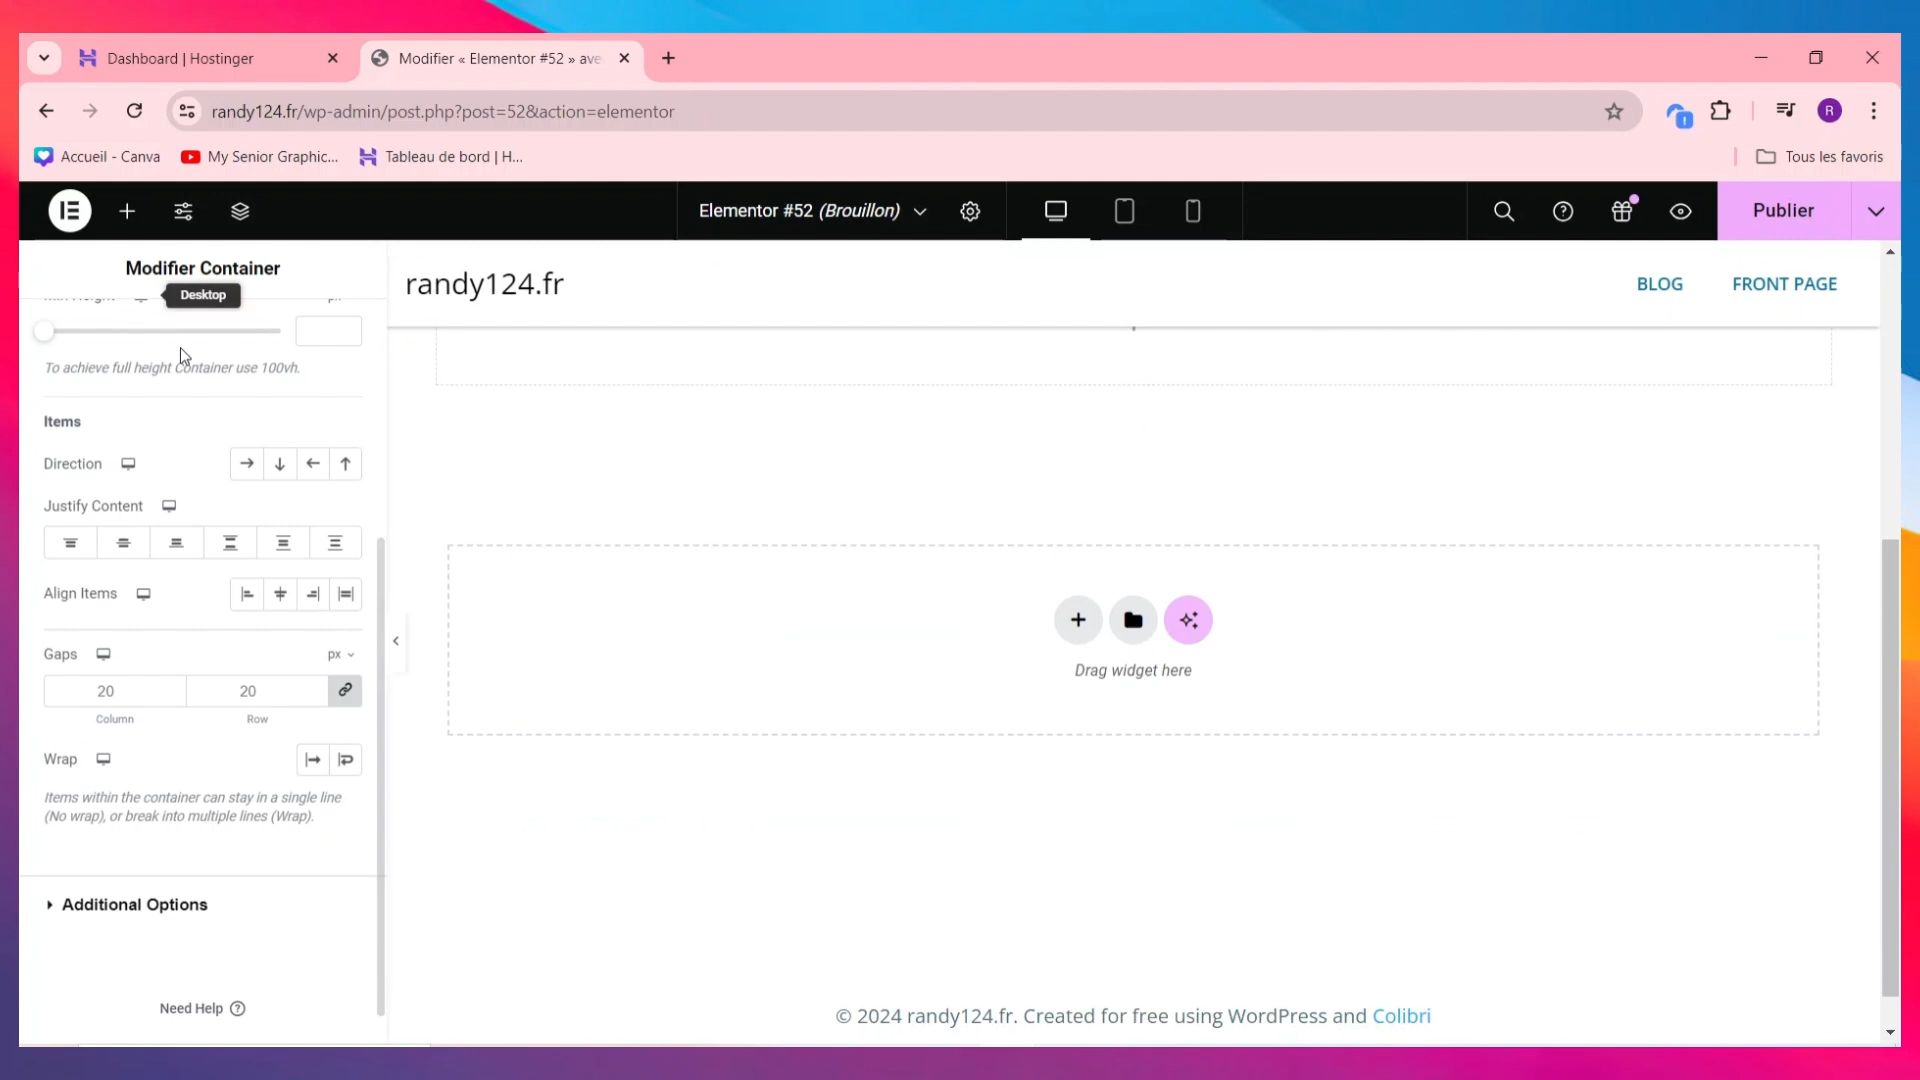 Dashboard | Hostinger
Modifier « Elementor #52 » ave
randy124.fr/wp-admin/post.php?post=52&action=elementor
R
Accueil - Canva
My Senior Graphic...
Tableau de bord | H...
Tous les favoris
Elementor #52 (Brouillon)
Publier
Modifier Container
Min Height
px
Desktop
To achieve full height Container use 100vh.
Items
Direction
Justify Content
Align Items
Gaps
px
20
20
Column
Row
Wrap
Items within the container can stay in a single line
(No wrap), or break into multiple lines (Wrap).
Additional Options
Need Help
randy124.fr
BLOG
FRONT PAGE
Drag widget here
© 2024 randy124.fr. Created for free using WordPress and Colibri